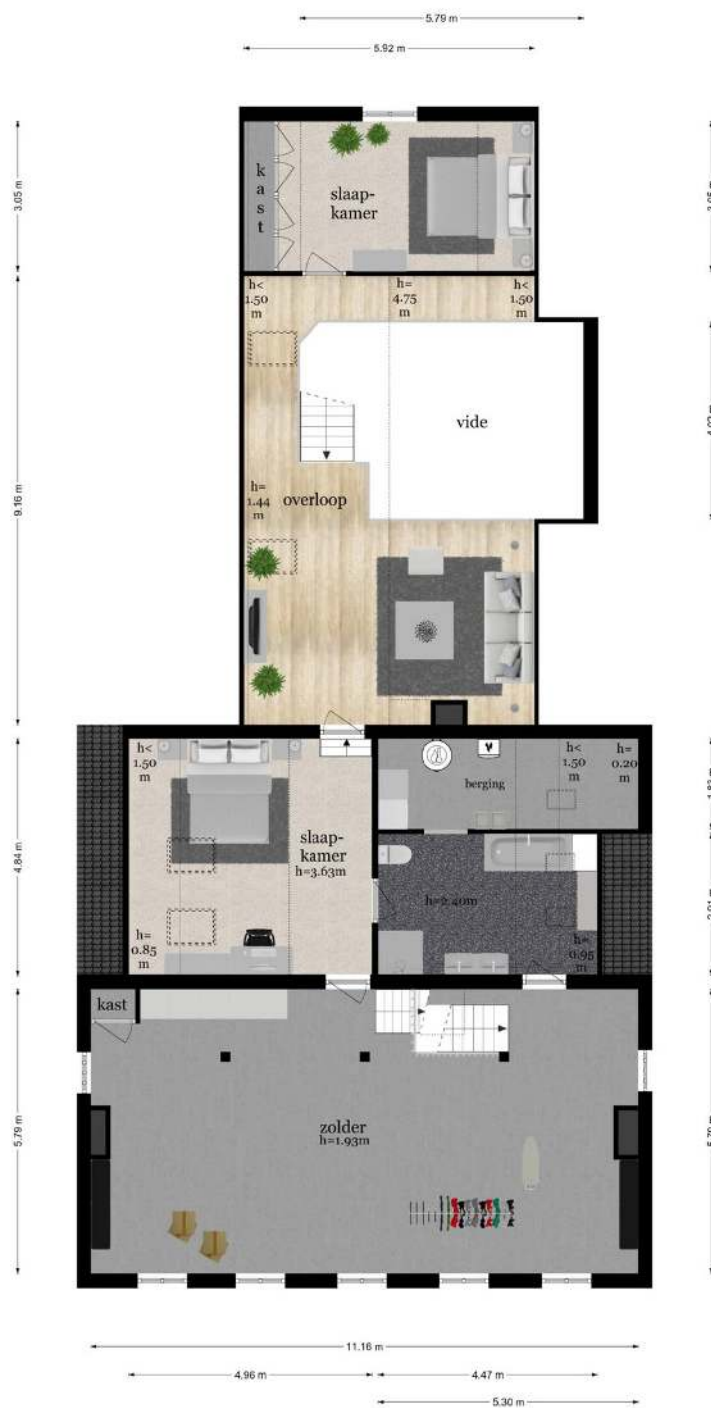 5.79 m
5.92 m
3.05 m
9.16 m
4.84 m
5.79 m
k
a
s
t
slaap-
kamer
h<
1.50
m
h=
4.75
m
h<
1.50
m
vide
h=
1.44
m
overloop
h<
1.50
m
slaap-
kamer
h=3.63m
h=
0.85
m
berging
h<
1.50
m
h=
0.20
m
h=2.40m
h=
0.95
m
kast
zolder
h=1.93m
11.16 m
4.96 m
4.47 m
5.30 m